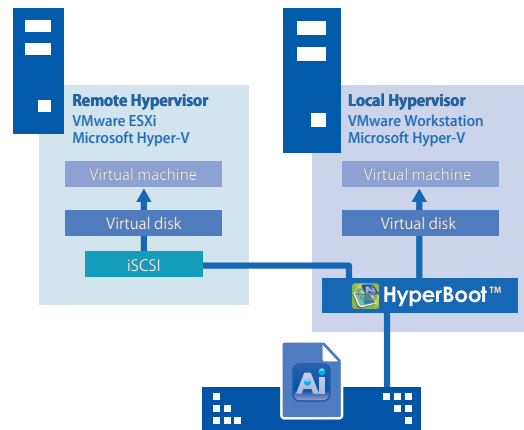 Remote Hypervisor
VMware ESXi
Microsoft Hyper-V
Virtual machine
Virtual disk
iSCSI
Local Hypervisor
VMware Workstation
Microsoft Hyper-V
Virtual machine
Virtual disk
Ai HyperBoot™
Ai